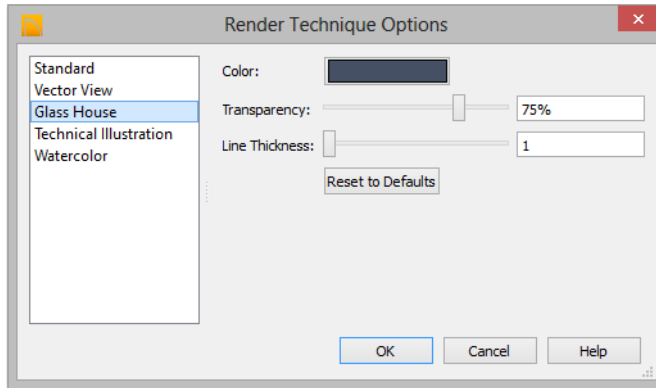 Render Technique Options
Standard
Vector View
Glass House
Technical Illustration
Watercolor
Color:
Transparency: 75%
Line Thickness: 1
Reset to Defaults
OK Cancel Help